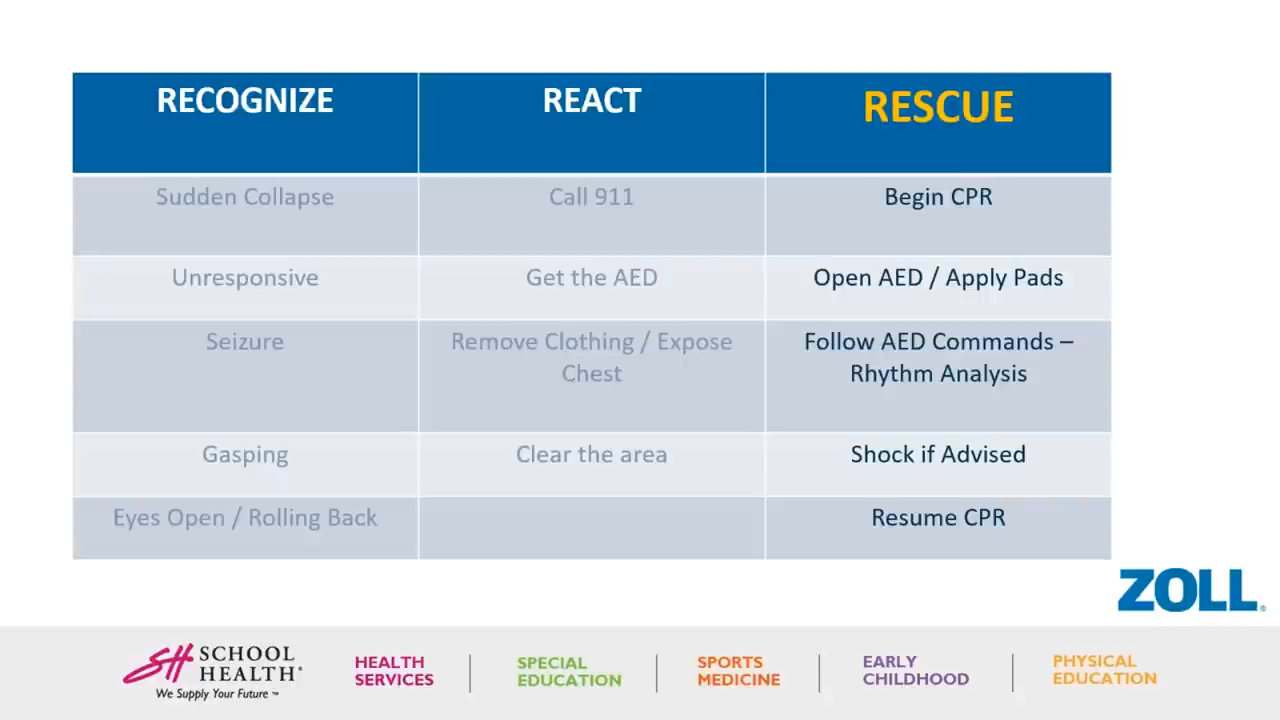 RECOGNIZE
REACT
RESCUE
Sudden Collapse
Call 911
Begin CPR
Unresponsive
Get the AED
Open AED / Apply Pads
Seizure
Remove Clothing / Expose
Chest
Follow AED Commands –
Rhythm Analysis
Gasping
Clear the area
Shock if Advised
Eyes Open / Rolling Back
Resume CPR
ZOLL®
SH SCHOOL
HEALTH®
We Supply Your Future ™
HEALTH
SERVICES
SPECIAL
EDUCATION
SPORTS
MEDICINE
EARLY
CHILDHOOD
PHYSICAL
EDUCATION